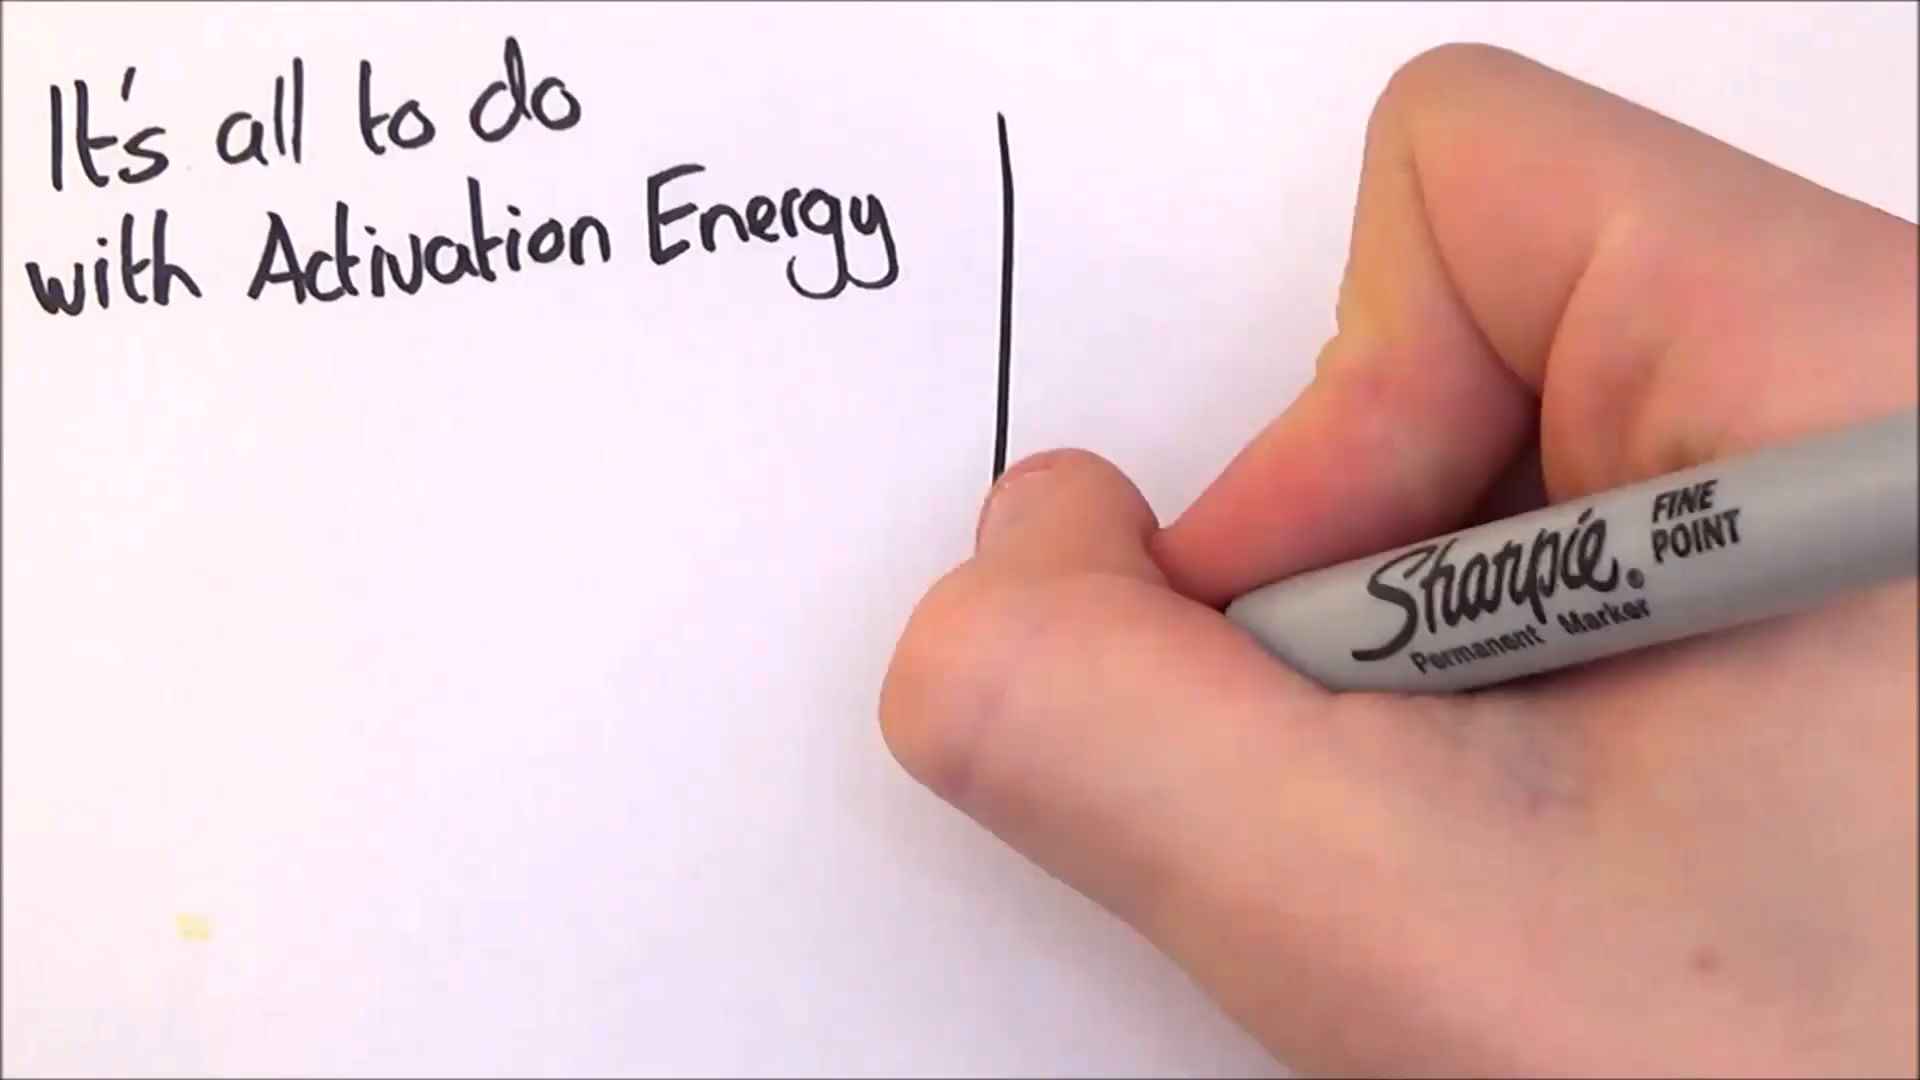 It's all to do
with Activation Energy
Sharpie®
FINE
POINT
Permanent Marker